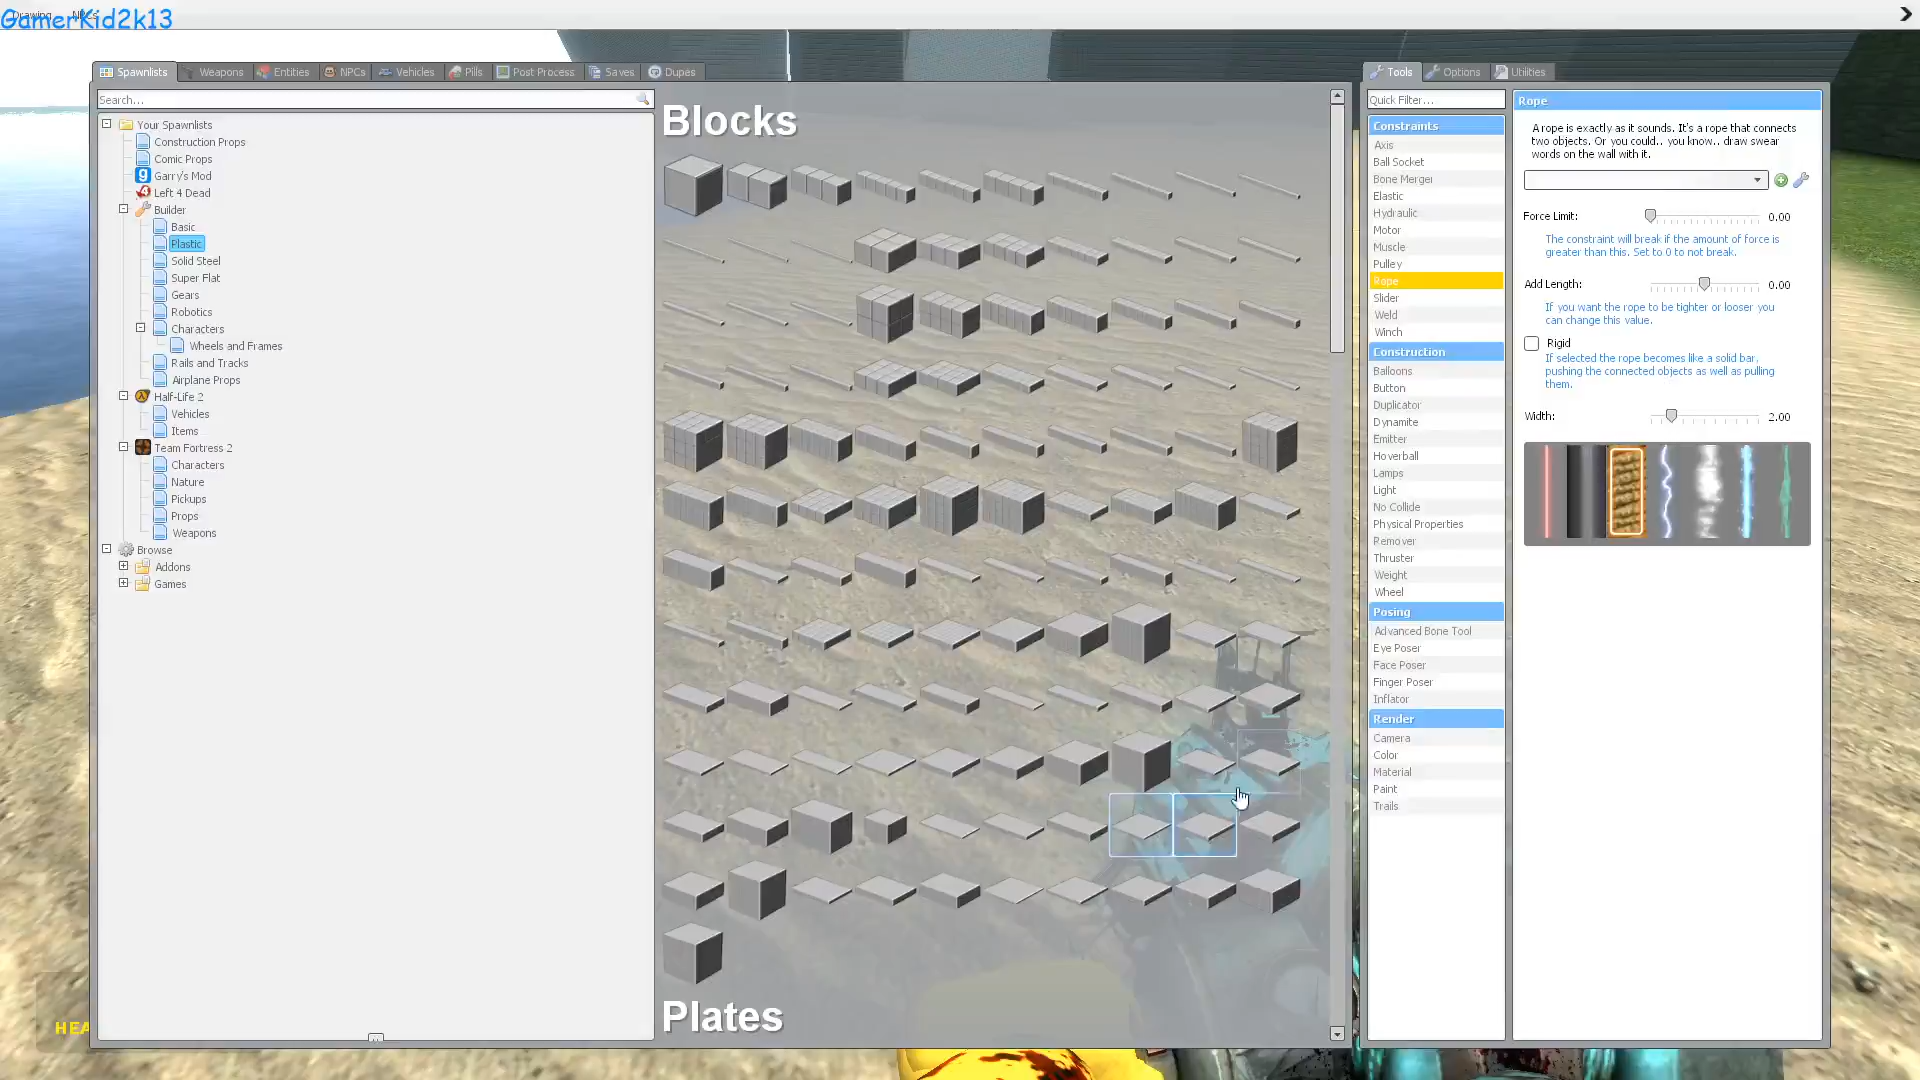 Drawing NPCs
GamerKid2k13
Spawnlists Weapons Entities NPCs Vehicles Pills Post Process Saves Dupes
Search...
Your Spawnlists
Construction Props
Comic Props
Garry's Mod
Left 4 Dead
Builder
Basic
Plastic
Solid Steel
Super Flat
Gears
Robotics
Characters
Wheels and Frames
Rails and Tracks
Airplane Props
Half-Life 2
Vehicles
Items
Team Fortress 2
Characters
Nature
Pickups
Props
Weapons
Browse
Addons
Games
HEA
Blocks
Plates
Tools Options Utilities
Quick Filter...
Constraints
Axis
Ball Socket
Bone Merger
Elastic
Hydraulic
Motor
Muscle
Pulley
Rope
Slider
Weld
Winch
Construction
Balloons
Button
Duplicator
Dynamite
Emitter
Hoverball
Lamps
Light
No Collide
Physical Properties
Remover
Thruster
Weight
Wheel
Posing
Advanced Bone Tool
Eye Poser
Face Poser
Finger Poser
Inflator
Render
Camera
Color
Material
Paint
Trails
Rope
A rope is exactly as it sounds. It's a rope that connects
two objects. Or you could.. you know.. draw swear
words on the wall with it.
Force Limit: 0.00
The constraint will break if the amount of force is
greater than this. Set to 0 to not break.
Add Length: 0.00
If you want the rope to be tighter or looser you
can change this value.
Rigid
If selected the rope becomes like a solid bar,
pushing the connected objects as well as pulling
them.
Width: 2.00